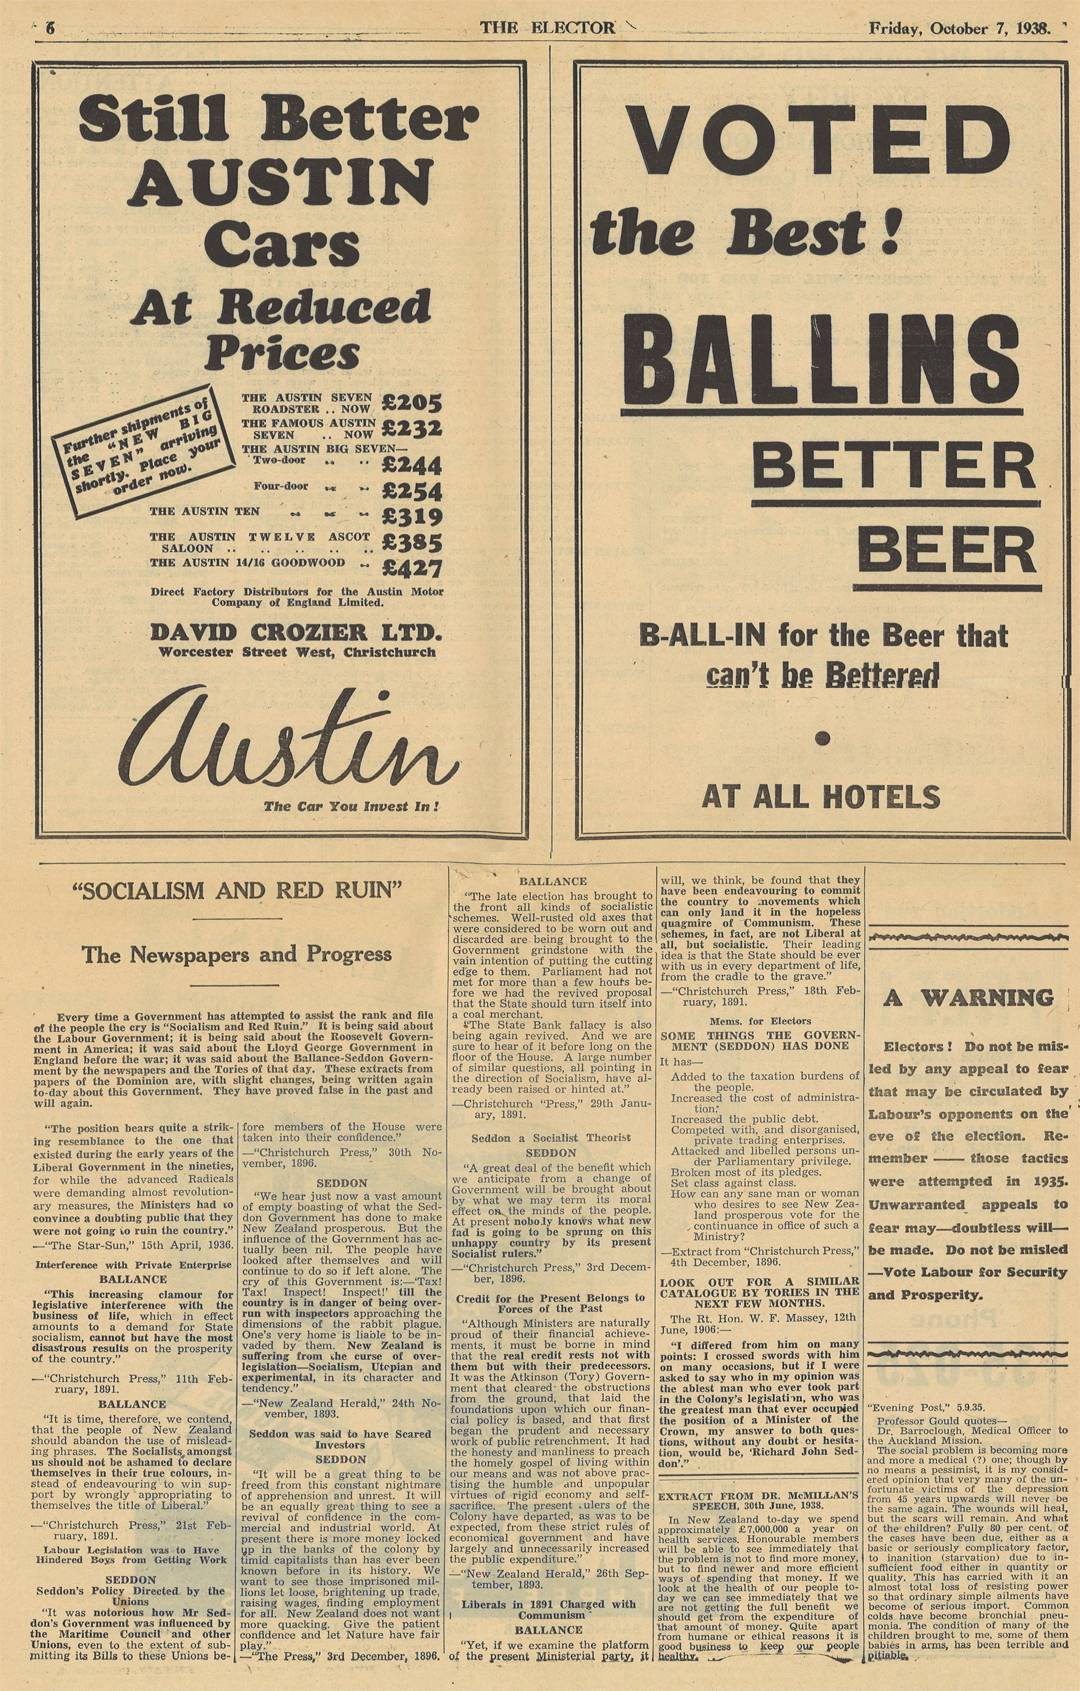 6
THE ELECTOR
Friday, October 7, 1938.
Still Better
AUSTIN
Cars
At Reduced
Prices
Further shipments of
the "NEW BIG
SEVEN" arriving
shortly. Place your
order now.
THE AUSTIN SEVEN
ROADSTER .. NOW £205
THE FAMOUS AUSTIN
SEVEN .. NOW £232
THE AUSTIN BIG SEVEN—
Two-door .. .. £244
Four-door .. .. £254
THE AUSTIN TEN .. .. .. £319
THE AUSTIN TWELVE ASCOT
SALOON .. .. .. .. .. £385
THE AUSTIN 14/16 GOODWOOD .. £427
Direct Factory Distributors for the Austin Motor
Company of England Limited.
DAVID CROZIER LTD.
Worcester Street West, Christchurch
Austin
The Car You Invest In!
VOTED
the Best!
BALLINS
BETTER
BEER
B-ALL-IN for the Beer that
can't be Bettered
AT ALL HOTELS
"SOCIALISM AND RED RUIN"
The Newspapers and Progress
Every time a Government has attempted to assist the rank and file
of the people the cry is "Socialism and Red Ruin." It is being said about
the Labour Government; it is being said about the Roosevelt Govern-
ment in America; it was said about the Lloyd George Government in
England before the war; it was said about the Ballance-Seddon Govern-
ment by the newspapers and the Tories of that day. These extracts from
papers of the Dominion are, with slight changes, being written again
to-day about this Government. They have proved false in the past and
will again.
"The position bears quite a strik-
ing resemblance to the one that
existed during the early years of the
Liberal Government in the nineties,
for while the advanced Radicals
were demanding almost revolution-
ary measures, the Ministers had to
convince a doubting public that they
were not going to ruin the country."
—"The Star-Sun," 15th April, 1936.
Interference with Private Enterprise
BALLANCE
"This increasing clamour for
legislative interference with the
business of life, which in effect
amounts to a demand for State
socialism, cannot but have the most
disastrous results on the prosperity
of the country."
—"Christchurch Press," 11th Feb-
ruary, 1891.
BALLANCE
"It is time, therefore, we contend,
that the people of New Zealand
should abandon the use of mislead-
ing phrases. The Socialists amongst
us should not be ashamed to declare
themselves in their true colours, in-
stead of endeavouring to win sup-
port by wrongly appropriating to
themselves the title of Liberal."
—"Christchurch Press," 21st Feb-
ruary, 1891.
Labour Legislation was to Have
Hindered Boys from Getting Work
SEDDON
Seddon's Policy Directed by the
Unions
"It was notorious how Mr Sed-
don's Government was influenced by
the Maritime Council and other
Unions, even to the extent of sub-
mitting its Bills to these Unions be-
fore members of the House were
taken into their confidence."
—"Christchurch Press," 30th No-
vember, 1896.
SEDDON
"We hear just now a vast amount
of empty boasting of what the Sed-
don Government has done to make
New Zealand prosperous. But the
influence of the Government has ac-
tually been nil. The people have
looked after themselves and will
continue to do so if left alone. The
cry of this Government is:—'Tax!
Tax! Inspect! Inspect!' till the
country is in danger of being over-
run with inspectors approaching the
dimensions of the rabbit plague.
One's very home is liable to be in-
vaded by them. New Zealand is
suffering from the curse of over-
legislation—Socialism, Utopian and
experimental, in its character and
tendency."
—"New Zealand Herald," 24th No-
vember, 1893.
Seddon was said to have Scared
Investors
SEDDON
"It will be a great thing to be
freed from this constant nightmare
of apprehension and unrest. It will
be an equally great thing to see a
revival of confidence in the com-
mercial and industrial world. At
present there is more money locked
up in the banks of the colony by
timid capitalists than has ever been
known before in its history. We
want to see those imprisoned mil-
lions let loose, brightening up trade,
raising wages, finding employment
for all. New Zealand does not want
more quacking. Give the patient
confidence and let Nature have fair
play."
—"The Press," 3rd December, 1896.
BALLANCE
"The late election has brought to
the front all kinds of socialistic
schemes. Well-rusted old axes that
were considered to be worn out and
discarded are being brought to the
Government grindstone with the
vain intention of putting the cutting
edge to them. Parliament had not
met for more than a few hours be-
fore we had the revived proposal
that the State should turn itself into
a coal merchant.
"The State Bank fallacy is also
being again revived. And we are
sure to hear of it before long on the
floor of the House. A large number
of similar questions, all pointing in
the direction of Socialism, have al-
ready been raised or hinted at."
—Christchurch "Press," 29th Janu-
ary, 1891.
Seddon a Socialist Theorist
SEDDON
"A great deal of the benefit which
we anticipate from a change of
Government will be brought about
by what we may term its moral
effect on the minds of the people.
At present nobody knows what new
fad is going to be sprung on this
unhappy country by its present
Socialist rulers."
—"Christchurch Press," 3rd Decem-
ber, 1896.
Credit for the Present Belongs to
Forces of the Past
"Although Ministers are naturally
proud of their financial achieve-
ments, it must be borne in mind
that the real credit rests not with
them but with their predecessors.
It was the Atkinson (Tory) Govern-
ment that cleared the obstructions
from the ground, that laid the
foundations upon which our finan-
cial policy is based, and that first
began the prudent and necessary
work of public retrenchment. It had
the honesty and manliness to preach
the homely gospel of living within
our means and was not above prac-
tising the humble and unpopular
virtues of rigid economy and self-
sacrifice. The present rulers of the
Colony have departed, as was to be
expected, from these strict rules of
economical government and have
largely and unnecessarily increased
the public expenditure."
—"New Zealand Herald," 26th Sep-
tember, 1893.
Liberals in 1891 Charged with
Communism
BALLANCE
"Yet, if we examine the platform
of the present Ministerial party, it
will, we think, be found that they
have been endeavouring to commit
the country to movements which
can only land it in the hopeless
quagmire of Communism. These
schemes, in fact, are not Liberal at
all, but socialistic. Their leading
idea is that the State should be ever
with us in every department of life,
from the cradle to the grave."
—"Christchurch Press," 18th Feb-
ruary, 1891.
Mems. for Electors
SOME THINGS THE GOVERN-
MENT (SEDDON) HAS DONE
It has—
Added to the taxation burdens of
the people.
Increased the cost of administra-
tion.
Increased the public debt.
Competed with, and disorganised,
private trading enterprises.
Attacked and libelled persons un-
der Parliamentary privilege.
Broken most of its pledges.
Set class against class.
How can any sane man or woman
who desires to see New Zea-
land prosperous vote for the
continuance in office of such a
Ministry?
—Extract from "Christchurch Press,"
4th December, 1896.
LOOK OUT FOR A SIMILAR
CATALOGUE BY TORIES IN THE
NEXT FEW MONTHS.
The Rt. Hon. W. F. Massey, 12th
June, 1906:—
"I differed from him on many
points: I crossed swords with him
on many occasions, but if I were
asked to say who in my opinion was
the ablest man who ever took part
in the Colony's legislation, who was
the greatest man that ever occupied
the position of a Minister of the
Crown, my answer to both ques-
tions, without any doubt or hesita-
tion, would be, 'Richard John Sed-
don'."
EXTRACT FROM DR. McMILLAN'S
SPEECH, 30th June, 1938.
In New Zealand to-day we spend
approximately £7,000,000 a year on
health services. Honourable members
will be able to see immediately that
the problem is not to find more money,
but to find newer and more efficient
ways of spending that money. If we
look at the health of our people to-
day we can see immediately that we
are not getting the full benefit we
should get from the expenditure of
that amount of money. Quite apart
from humane or ethical reasons it is
good business to keep our people
healthy.
A WARNING
Electors! Do not be mis-
led by any appeal to fear
that may be circulated by
Labour's opponents on the
eve of the election. Re-
member — those tactics
were attempted in 1935.
Unwarranted appeals to
fear may—doubtless will—
be made. Do not be misled
—Vote Labour for Security
and Prosperity.
"Evening Post," 5.9.35.
Professor Gould quotes—
Dr. Barroclough, Medical Officer to
the Auckland Mission.
The social problem is becoming more
and more a medical (?) one; though by
no means a pessimist, it is my consid-
ered opinion that very many of the un-
fortunate victims of the depression
from 45 years upwards will never be
the same again. The wounds will heal,
but the scars will remain. And what
of the children? Fully 80 per cent. of
the cases have been due, either as a
basic or seriously complicatory factor,
to inanition (starvation) due to in-
sufficient food either in quantity or
quality. This has carried with it an
almost total loss of resisting power
so that ordinary simple ailments have
become of serious import. Common
colds have become bronchial pneu-
monia. The condition of many of the
children brought to me, some of them
babies in arms, has been terrible and
pitiable.